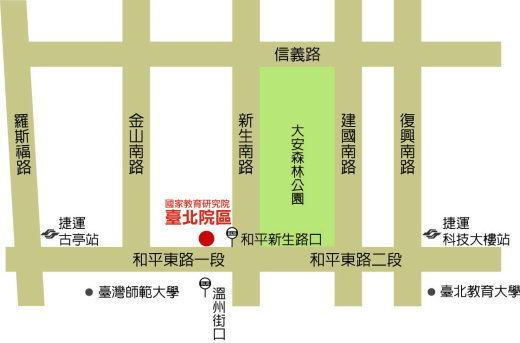 信義路
羅斯福路
金山南路
新生南路
大安森林公園
建國南路
復興南路
國家教育研究院
臺北院區
捷運
古亭站
和平新生路口
捷運
科技大樓站
和平東路一段
和平東路二段
臺灣師範大學
溫州街口
臺北教育大學